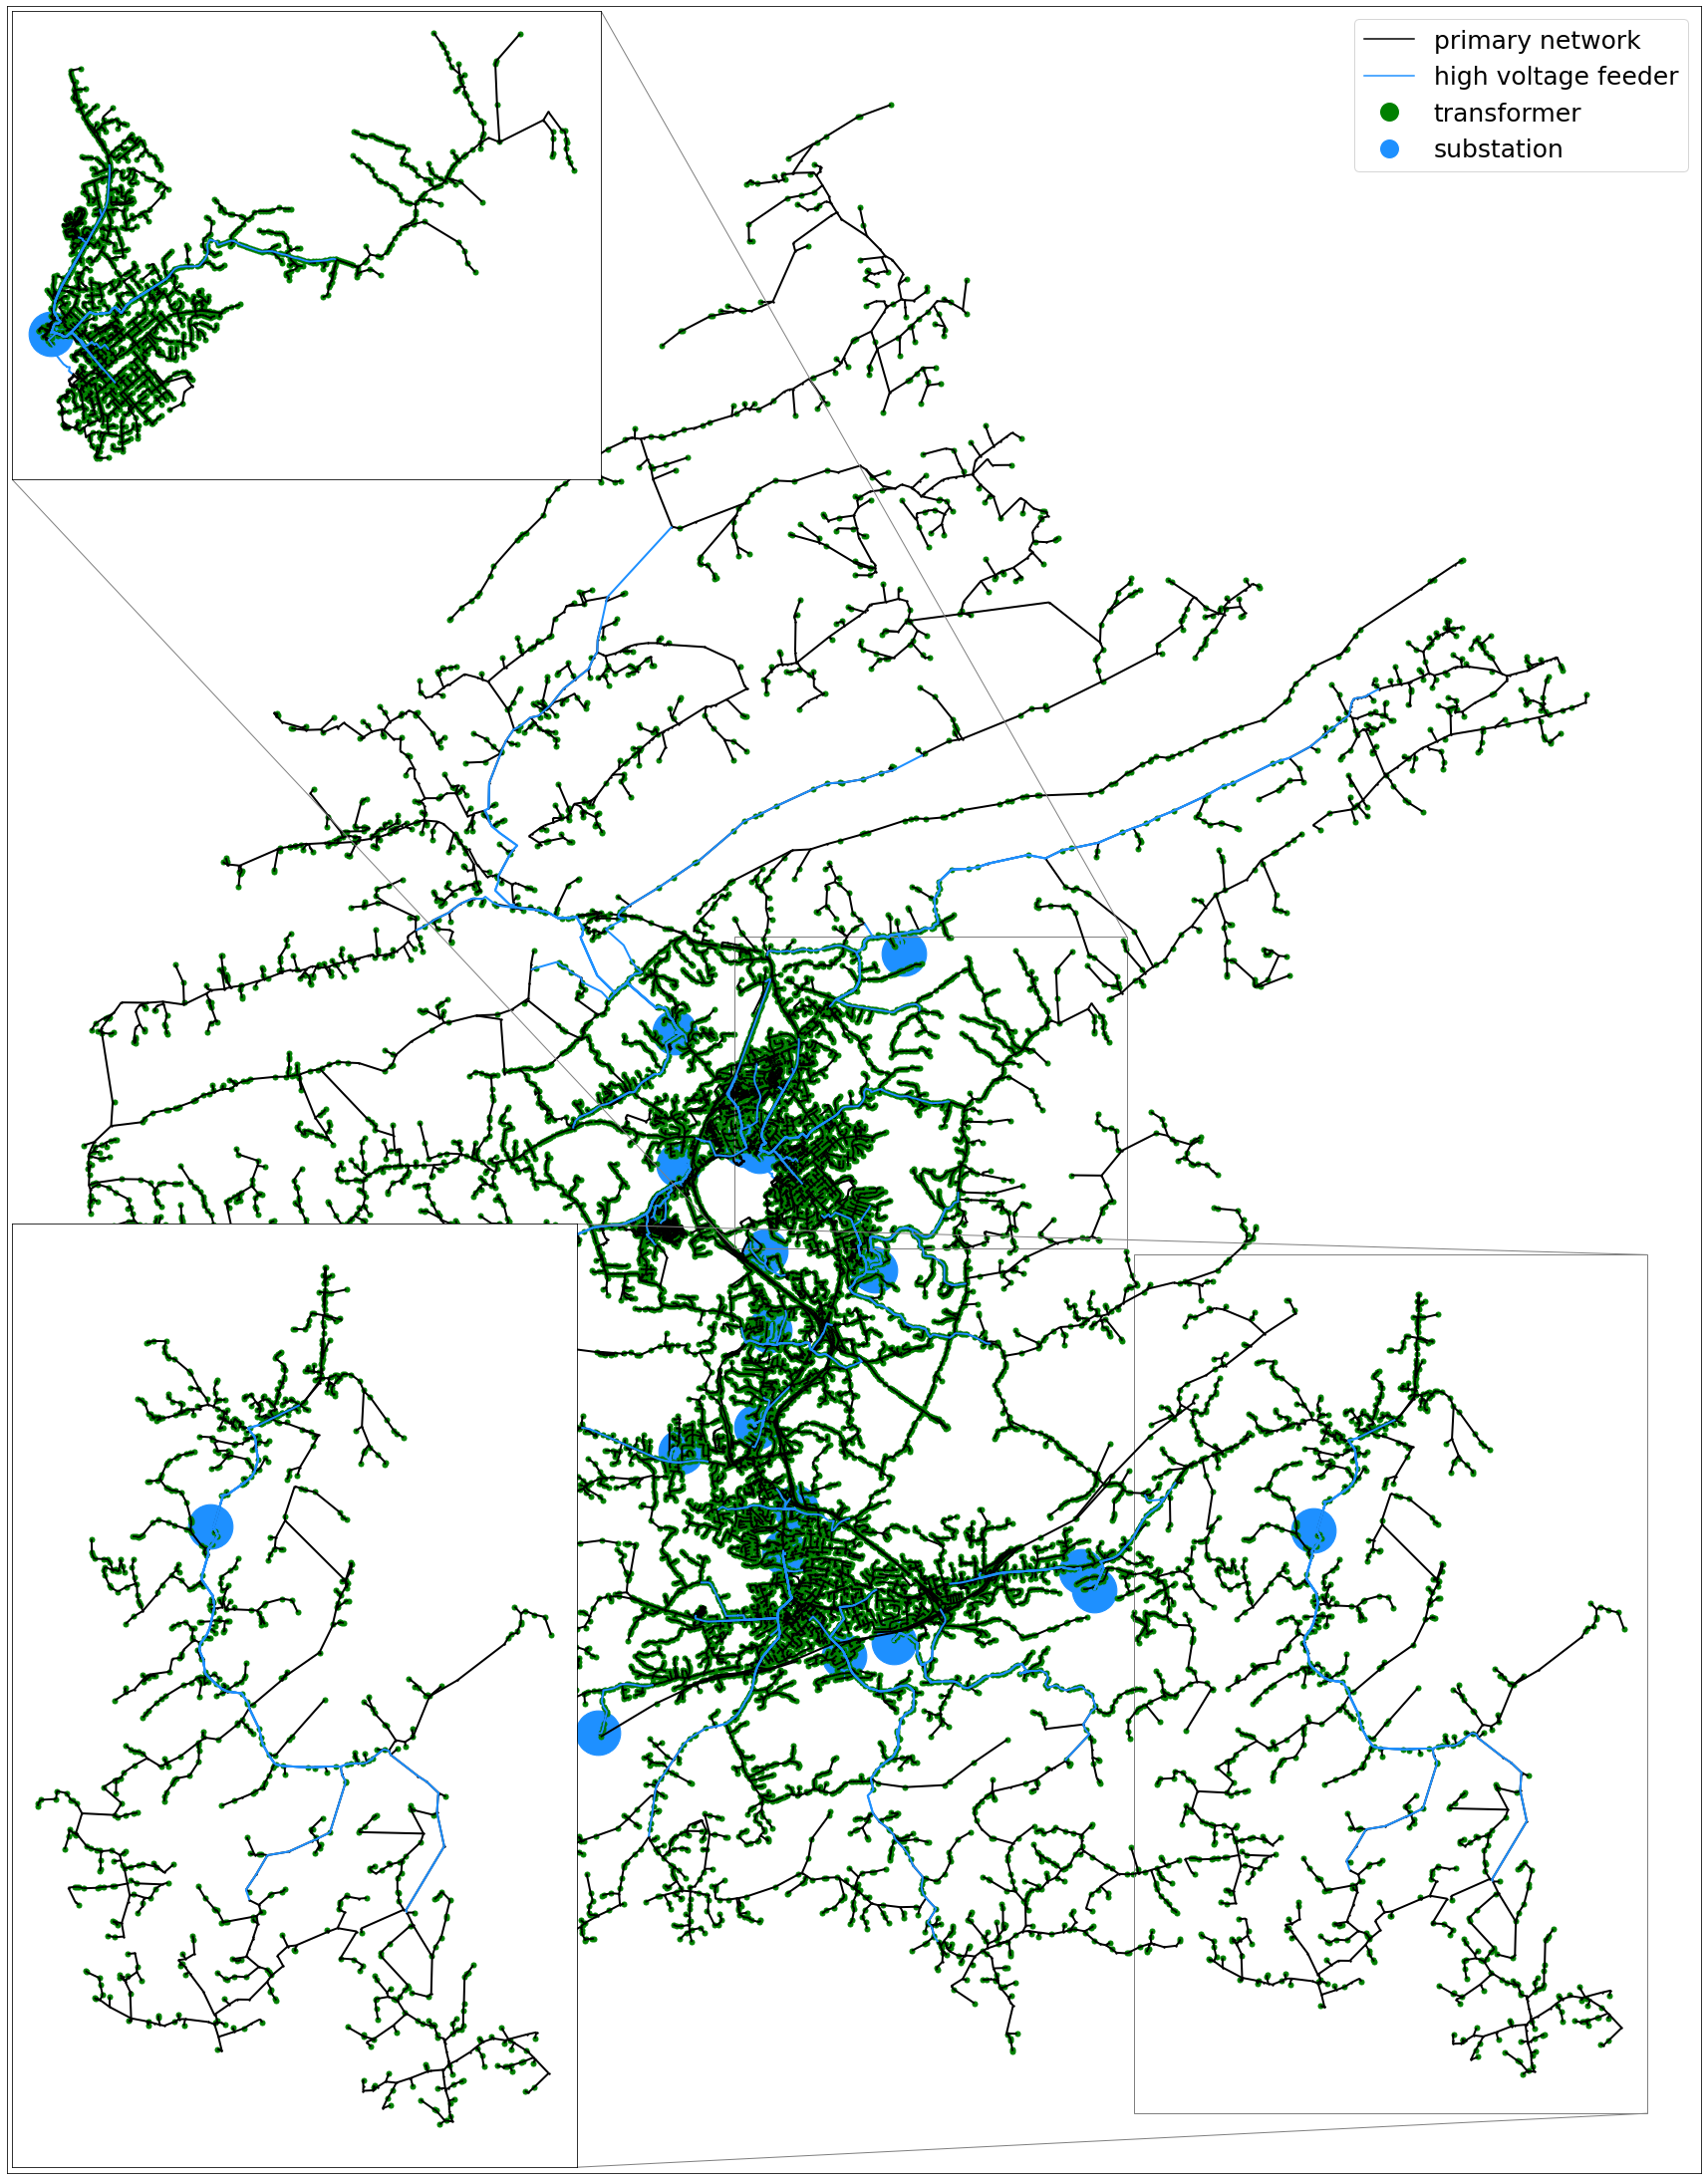 primary network
high voltage feeder
transformer
substation